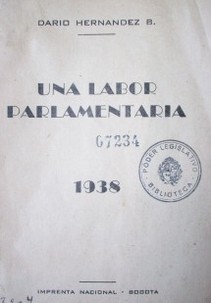 DARIO HERNANDEZ B.
UNA LABOR
PARLAMENTARIA
67234
PODER LEGISLATIVO
BIBLIOTECA
1938
IMPRENTA NACIONAL - BOGOTA